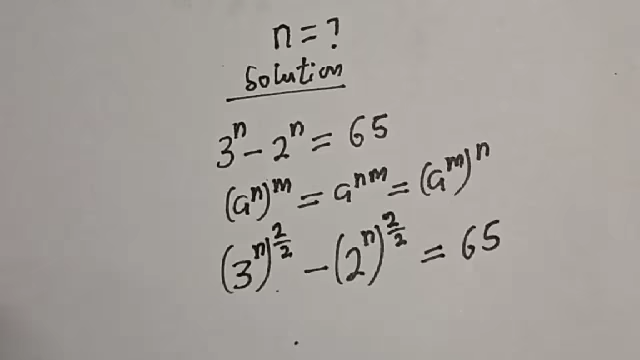 n = ?
Solution
3^n - 2^n = 65
(a^n)^m = a^nm = (a^m)^n
(3^n)^2/2 - (2^n)^2/2 = 65